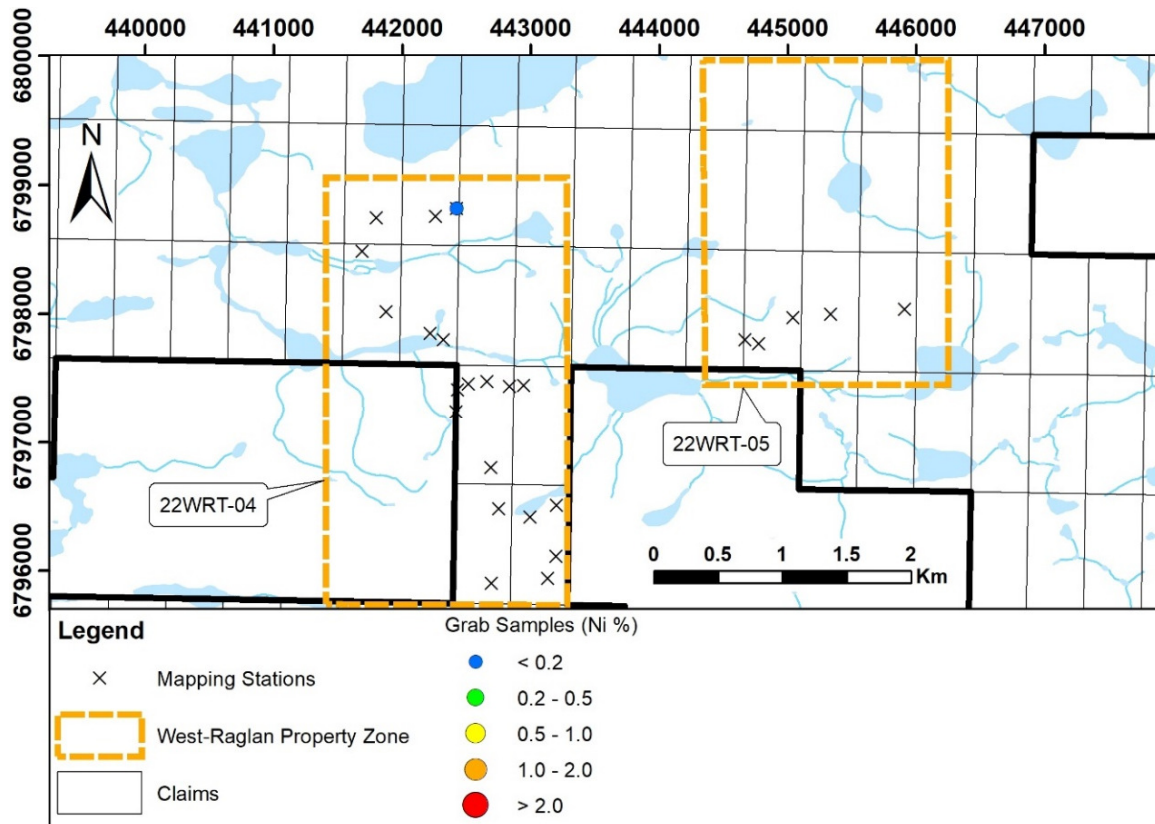 440000 441000 442000 443000 444000 445000 446000 447000
6800000
6799000
6798000
6797000
6796000
N
22WRT-04
22WRT-05
0 0.5 1 1.5 2
Km
Legend
Mapping Stations
West-Raglan Property Zone
Claims
Grab Samples (Ni %)
< 0.2
0.2 - 0.5
0.5 - 1.0
1.0 - 2.0
> 2.0